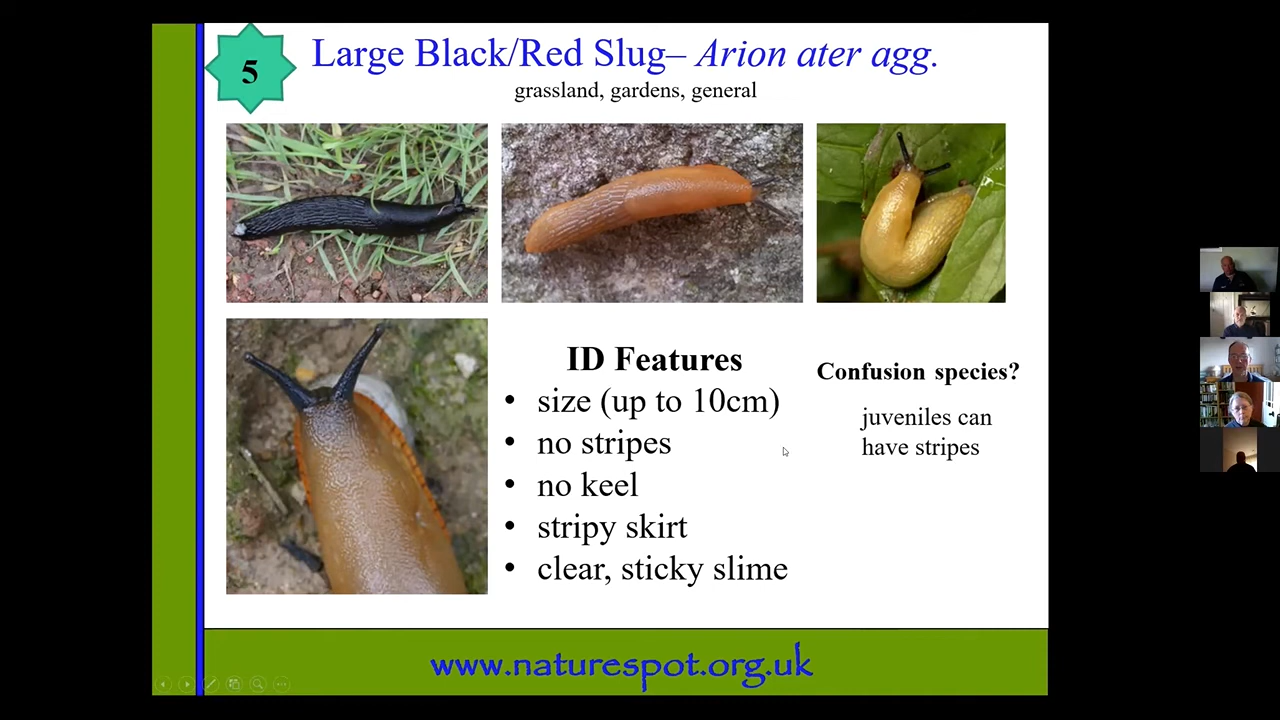 5
Large Black/Red Slug– Arion ater agg.
grassland, gardens, general
ID Features
• size (up to 10cm)
• no stripes
• no keel
• stripy skirt
• clear, sticky slime
Confusion species?
juveniles can
have stripes
www.naturespot.org.uk